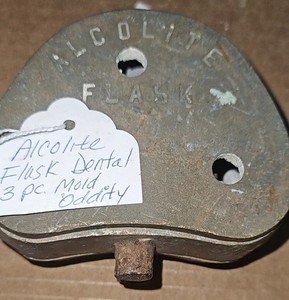 ALCOLITE
FLASK
Alcolite
Flask Dental
3 pc. Mold
Oddity